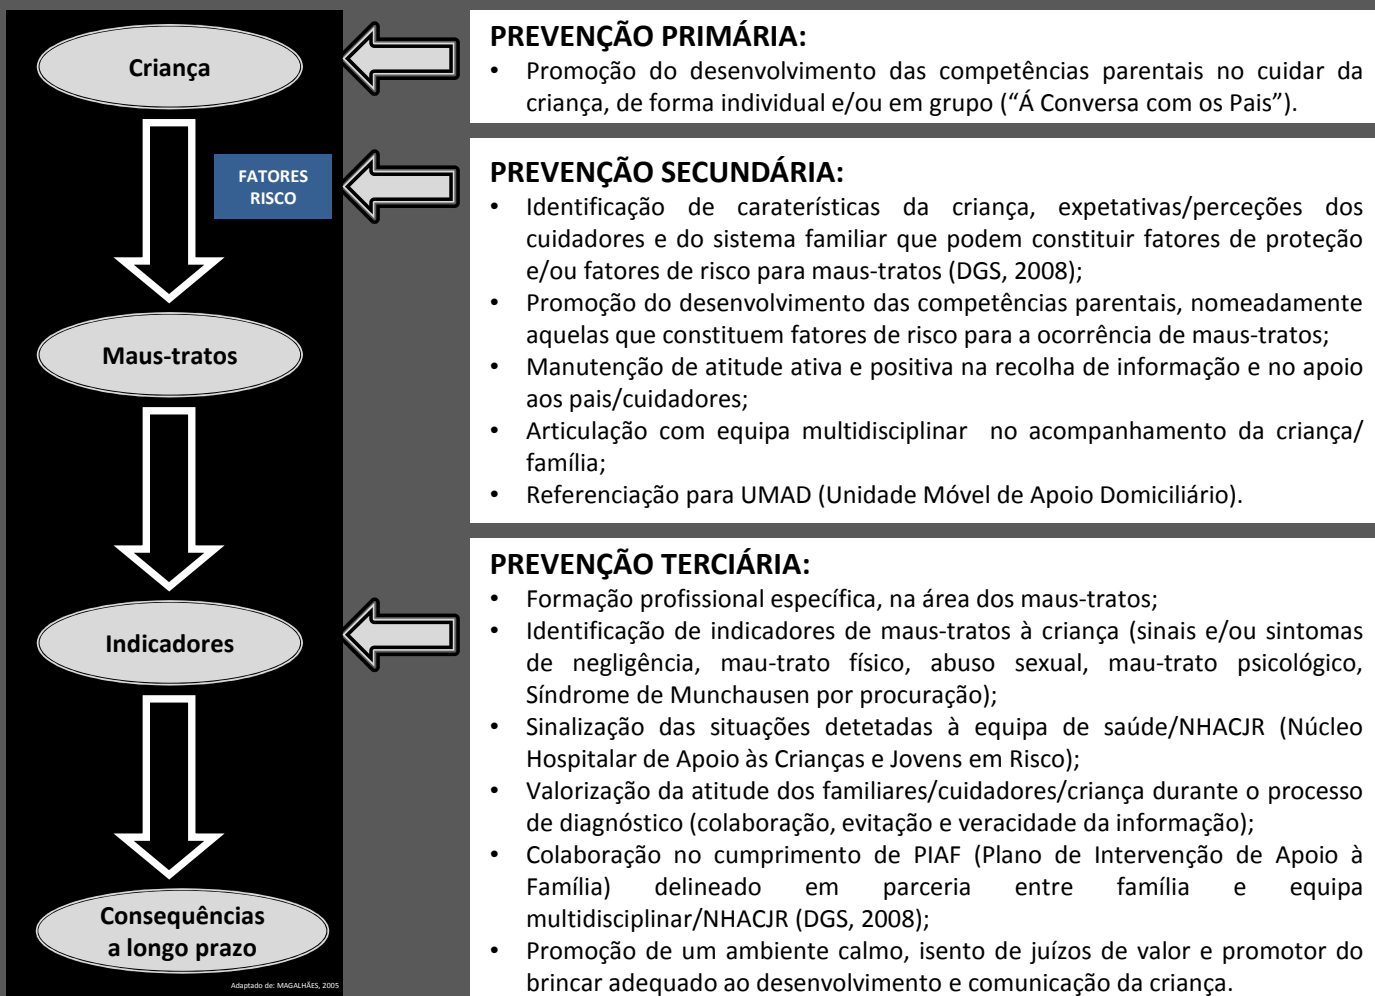 Criança
FATORES
RISCO
Maus-tratos
Indicadores
Consequências
a longo prazo
Adaptado de: MAGALHÃES, 2005
PREVENÇÃO PRIMÁRIA:
• Promoção do desenvolvimento das competências parentais no cuidar da
criança, de forma individual e/ou em grupo (“Á Conversa com os Pais”).
PREVENÇÃO SECUNDÁRIA:
• Identificação de caraterísticas da criança, expetativas/perceções dos
cuidadores e do sistema familiar que podem constituir fatores de proteção
e/ou fatores de risco para maus-tratos (DGS, 2008);
• Promoção do desenvolvimento das competências parentais, nomeadamente
aquelas que constituem fatores de risco para a ocorrência de maus-tratos;
• Manutenção de atitude ativa e positiva na recolha de informação e no apoio
aos pais/cuidadores;
• Articulação com equipa multidisciplinar no acompanhamento da criança/
família;
• Referenciação para UMAD (Unidade Móvel de Apoio Domiciliário).
PREVENÇÃO TERCIÁRIA:
• Formação profissional específica, na área dos maus-tratos;
• Identificação de indicadores de maus-tratos à criança (sinais e/ou sintomas
de negligência, mau-trato físico, abuso sexual, mau-trato psicológico,
Síndrome de Munchausen por procuração);
• Sinalização das situações detetadas à equipa de saúde/NHACJR (Núcleo
Hospitalar de Apoio às Crianças e Jovens em Risco);
• Valorização da atitude dos familiares/cuidadores/criança durante o processo
de diagnóstico (colaboração, evitação e veracidade da informação);
• Colaboração no cumprimento de PIAF (Plano de Intervenção de Apoio à
Família) delineado em parceria entre família e equipa
multidisciplinar/NHACJR (DGS, 2008);
• Promoção de um ambiente calmo, isento de juízos de valor e promotor do
brincar adequado ao desenvolvimento e comunicação da criança.